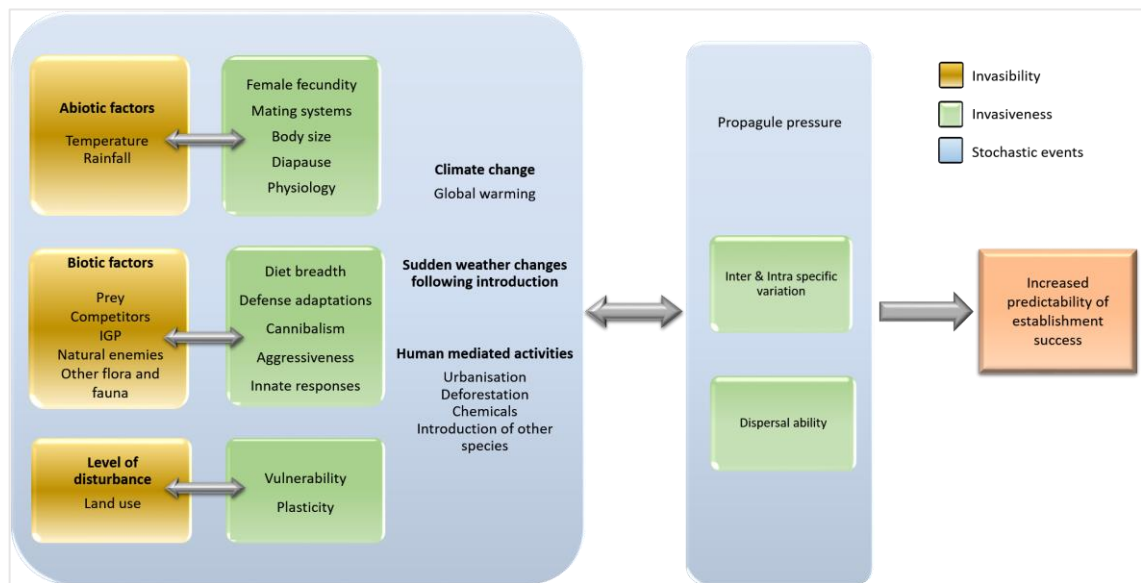 Abiotic factors
Temperature
Rainfall
Female fecundity
Mating systems
Body size
Diapause
Physiology
Biotic factors
Prey
Competitors
IGP
Natural enemies
Other flora and
fauna
Diet breadth
Defense adaptations
Cannibalism
Aggressiveness
Innate responses
Level of
disturbance
Land use
Vulnerability
Plasticity
Climate change
Global warming
Sudden weather changes
following introduction
Human mediated activities
Urbanisation
Deforestation
Chemicals
Introduction of other
species
Propagule pressure
Inter & Intra specific
variation
Dispersal ability
Invasibility
Invasiveness
Stochastic events
Increased
predictability of
establishment
success